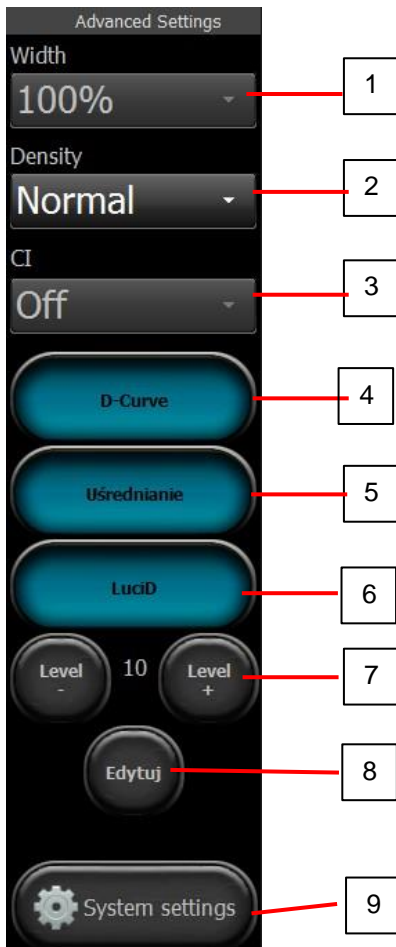 Advanced Settings
Width
100%
1
Density
Normal
2
CI
Off
3
D-Curve
4
Uśrednianie
5
LuciD
6
Level
-
10
Level
+
7
Edytuj
8
System settings
9